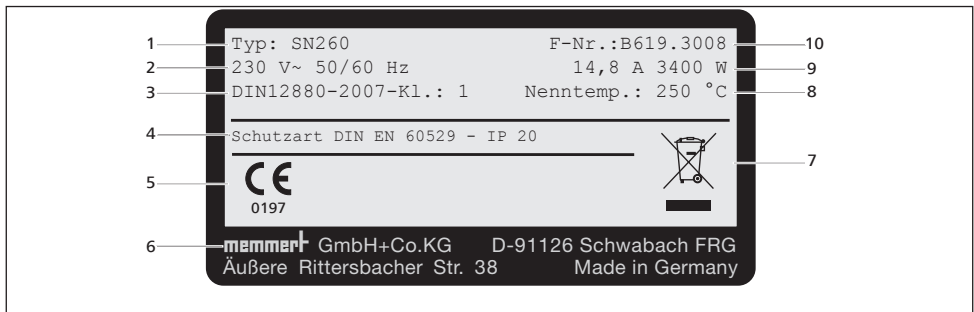 1 Typ: SN260 F-Nr.:B619.3008 10
2 230 V~ 50/60 Hz 14,8 A 3400 W 9
3 DIN12880-2007-Kl.: 1 Nenntemp.: 250 °C 8
4 Schutzart DIN EN 60529 - IP 20
5 CE 7
0197
6 memmert GmbH+Co.KG D-91126 Schwabach FRG
Äußere Rittersbacher Str. 38 Made in Germany